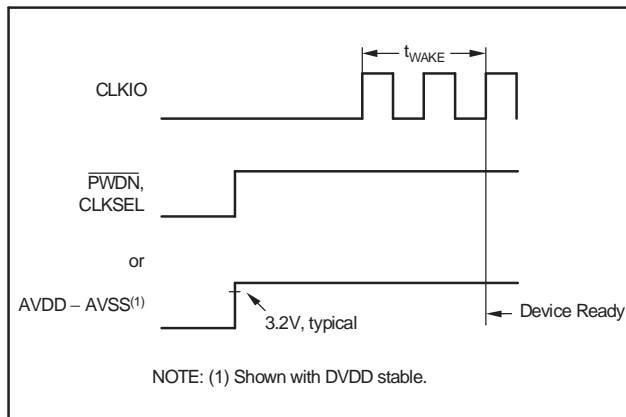 tWAKE
CLKIO
PWDN,
CLKSEL
or
AVDD – AVSS(1)
3.2V, typical
Device Ready
NOTE: (1) Shown with DVDD stable.